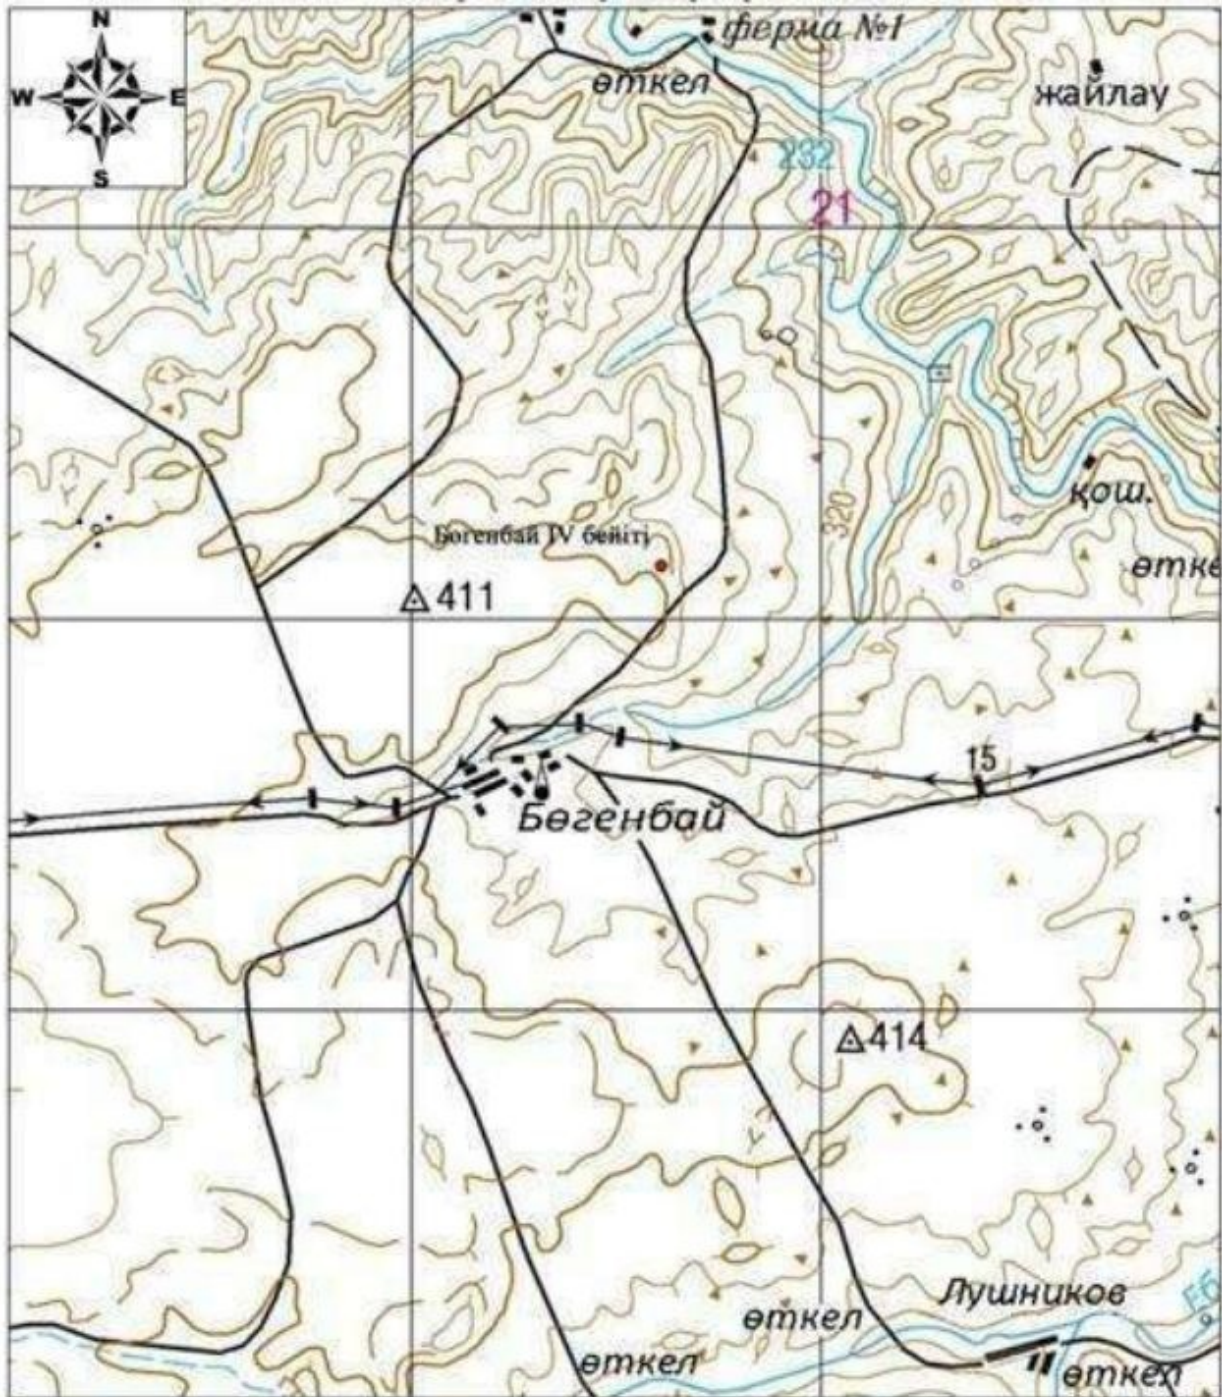 N
ферма №1
өткел
жайлау
W E
232
S
21
қош.
320
Бөгенбай IV бейіті
өтке
411
15
Бөгенбай
414
Лушников
өткел
өткел
өткел